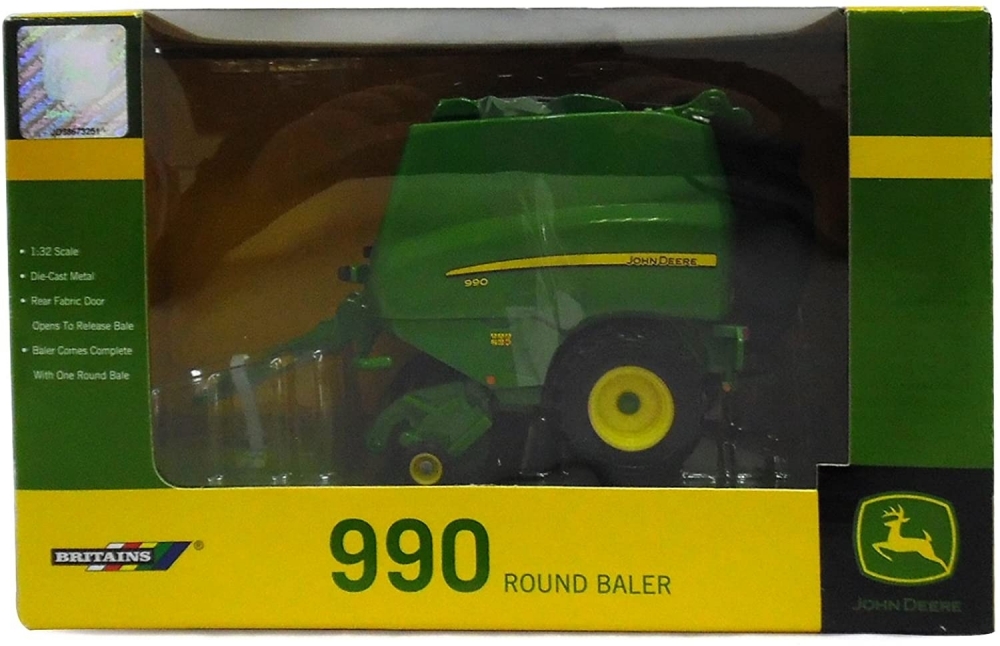 • 1:32 Scale
• Die-Cast Metal
• Rear Fabric Door
Opens To Release Bale
• Baler Comes Complete
With One Round Bale
JOHN DEERE
990
BRITAINS®
990 ROUND BALER
JOHN DEERE